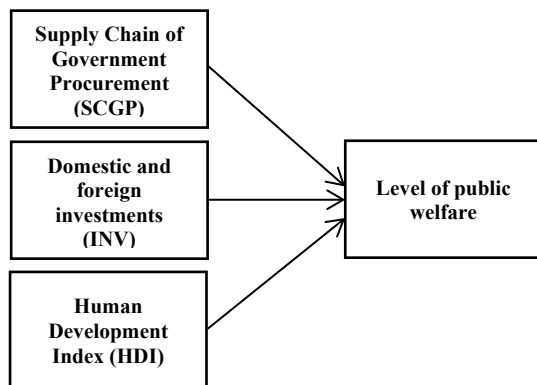 Supply Chain of
Government
Procurement
(SCGP)
Domestic and
foreign
investments
(INV)
Level of public
welfare
Human
Development
Index (HDI)